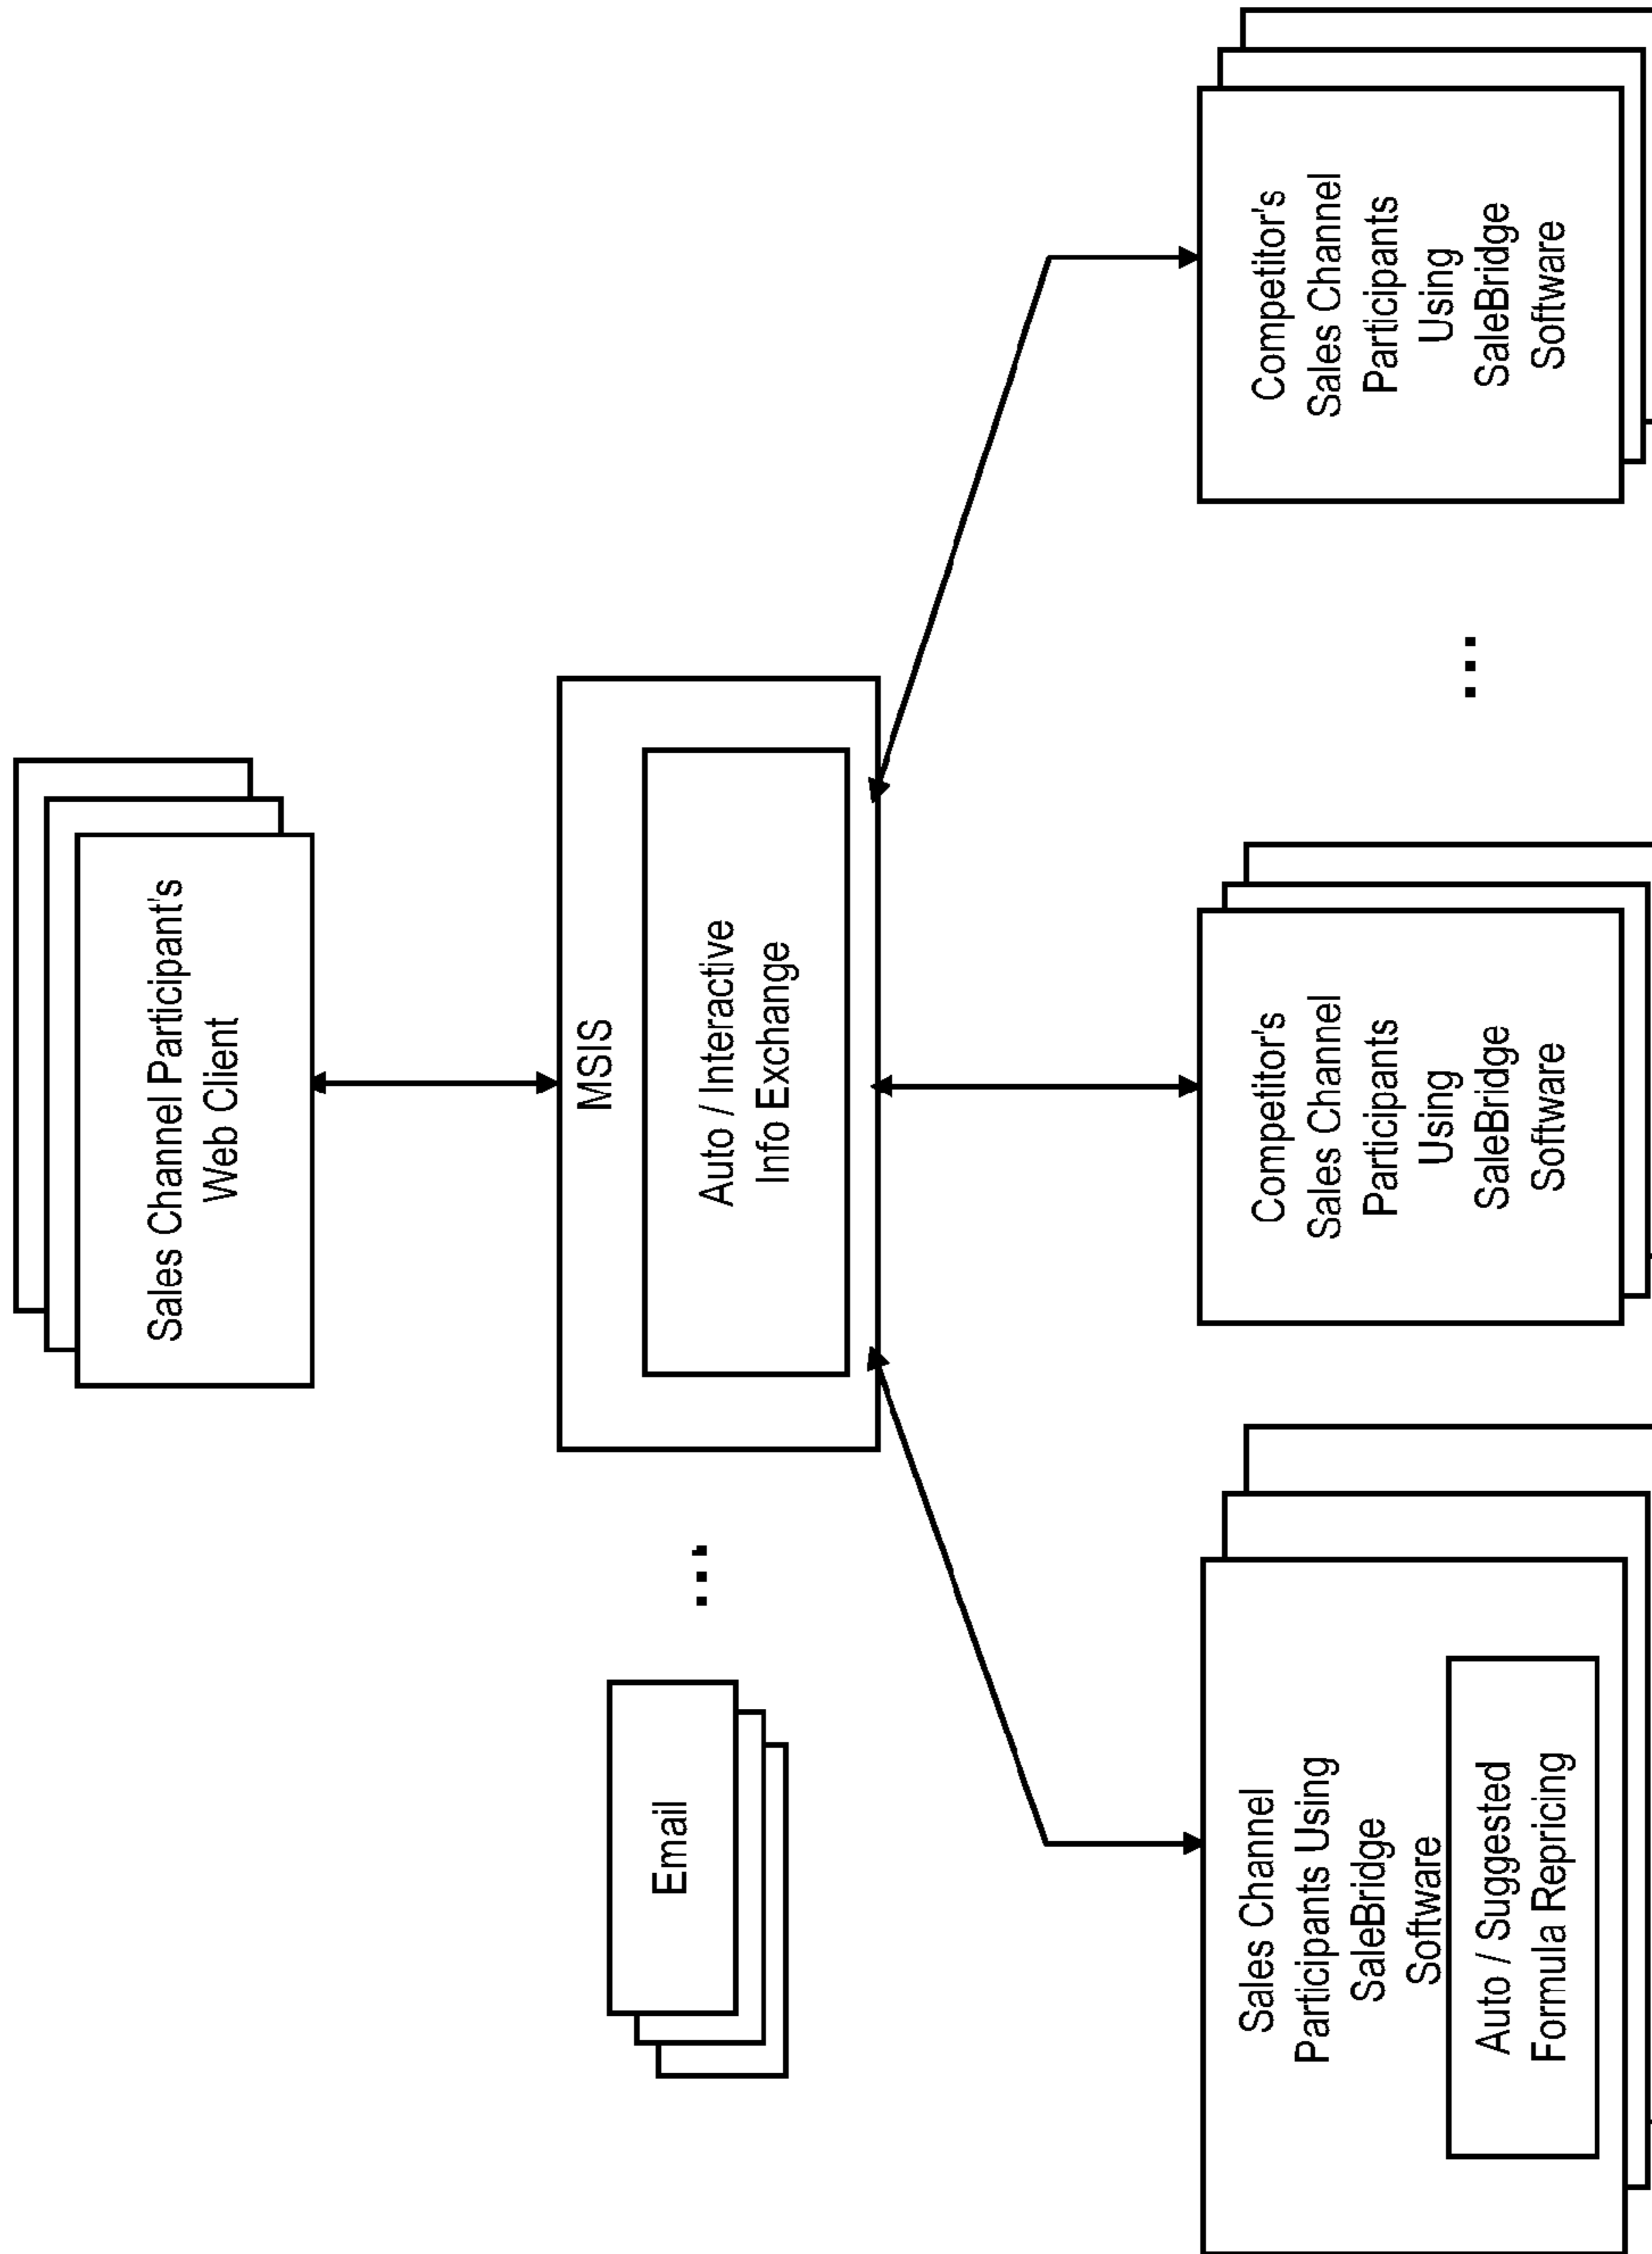 Sales Channel Participant's
Web Client
Email
...
MSIS
Auto / Interactive
Info Exchange
Sales Channel
Participants Using
SaleBridge
Software
Auto / Suggested
Formula Repricing
Competitor's
Sales Channel
Participants
Using
SaleBridge
Software
...
Competitor's
Sales Channel
Participants
Using
SaleBridge
Software